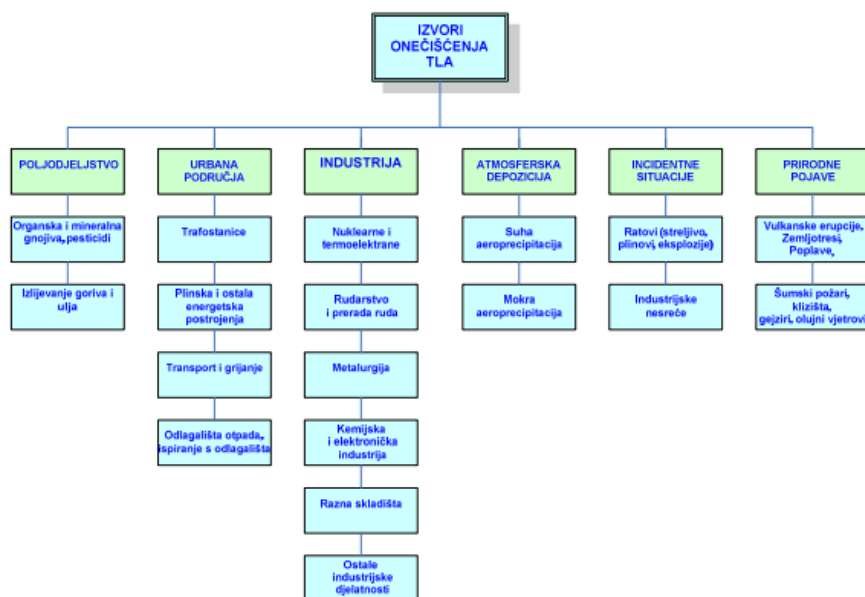 IZVORI
ONEČIŠĆENJA
TLA
POLJODJELJSTVO
Organska i mineralna
gnojiva, pesticidi
Izlijevanje goriva i
ulja
URBANA
PODRUČJA
Trafostanice
Plinska i ostala
energetska
postrojenja
Transport i grijanje
Odlagališta otpada,
ispiranje s odlagališta
INDUSTRIJA
Nuklearne i
termoelektrane
Rudarstvo
i prerada ruda
Metalurgija
Kemijska
i elektronička
industrija
Razna skladišta
Ostale
industrijske
djelatnosti
ATMOSFERSKA
DEPOZICIJA
Suha
aeroprecipitacija
Mokra
aeroprecipitacija
INCIDENTNE
SITUACIJE
Ratovi (streljivo,
plinovi, eksplozije)
Industrijske
nesreće
PRIRODNE
POJAVE
Vulkanske erupcije,
Zemljotresi,
Poplave,
Šumski požari,
klizišta,
gejziri, olujni vjetrovi